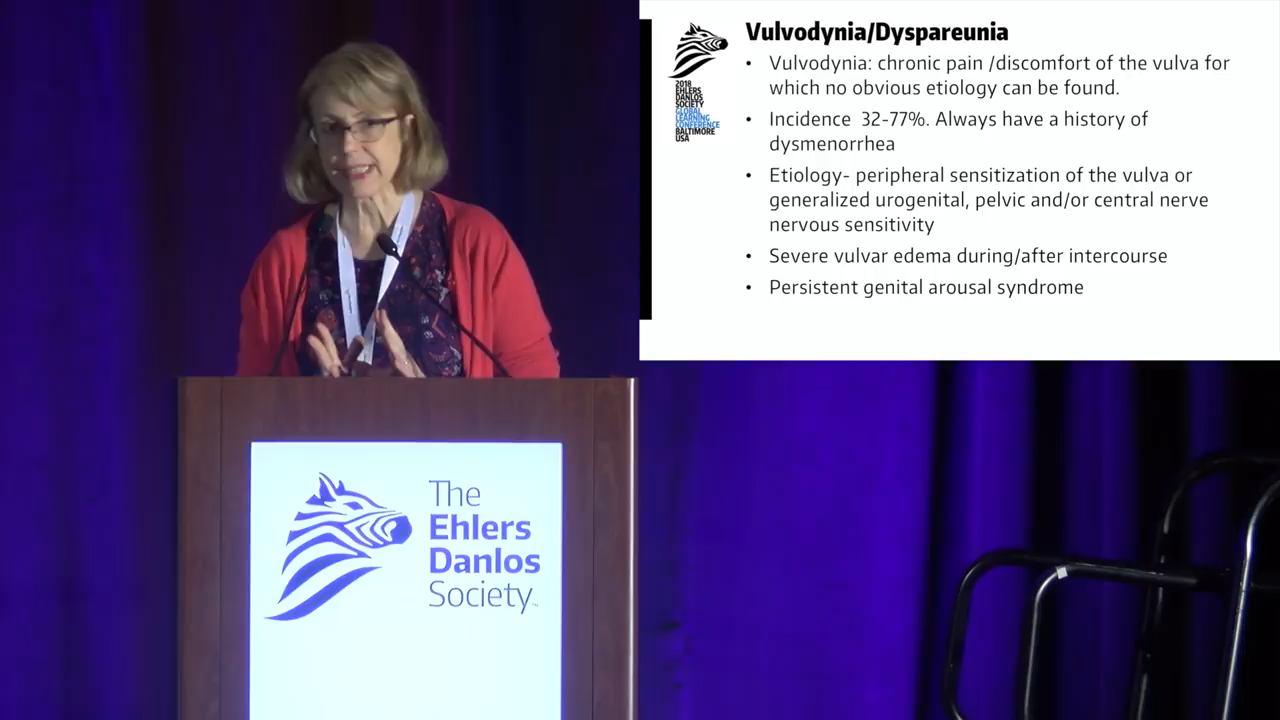 Vulvodynia/Dyspareunia
• Vulvodynia: chronic pain /discomfort of the vulva for
which no obvious etiology can be found.
• Incidence 32-77%. Always have a history of
dysmenorrhea
• Etiology- peripheral sensitization of the vulva or
generalized urogenital, pelvic and/or central nerve
nervous sensitivity
• Severe vulvar edema during/after intercourse
• Persistent genital arousal syndrome
2018
EHLERS
DANLOS
SOCIETY
GLOBAL
LEARNING
CONFERENCE
BALTIMORE
USA
The
Ehlers
Danlos
Society